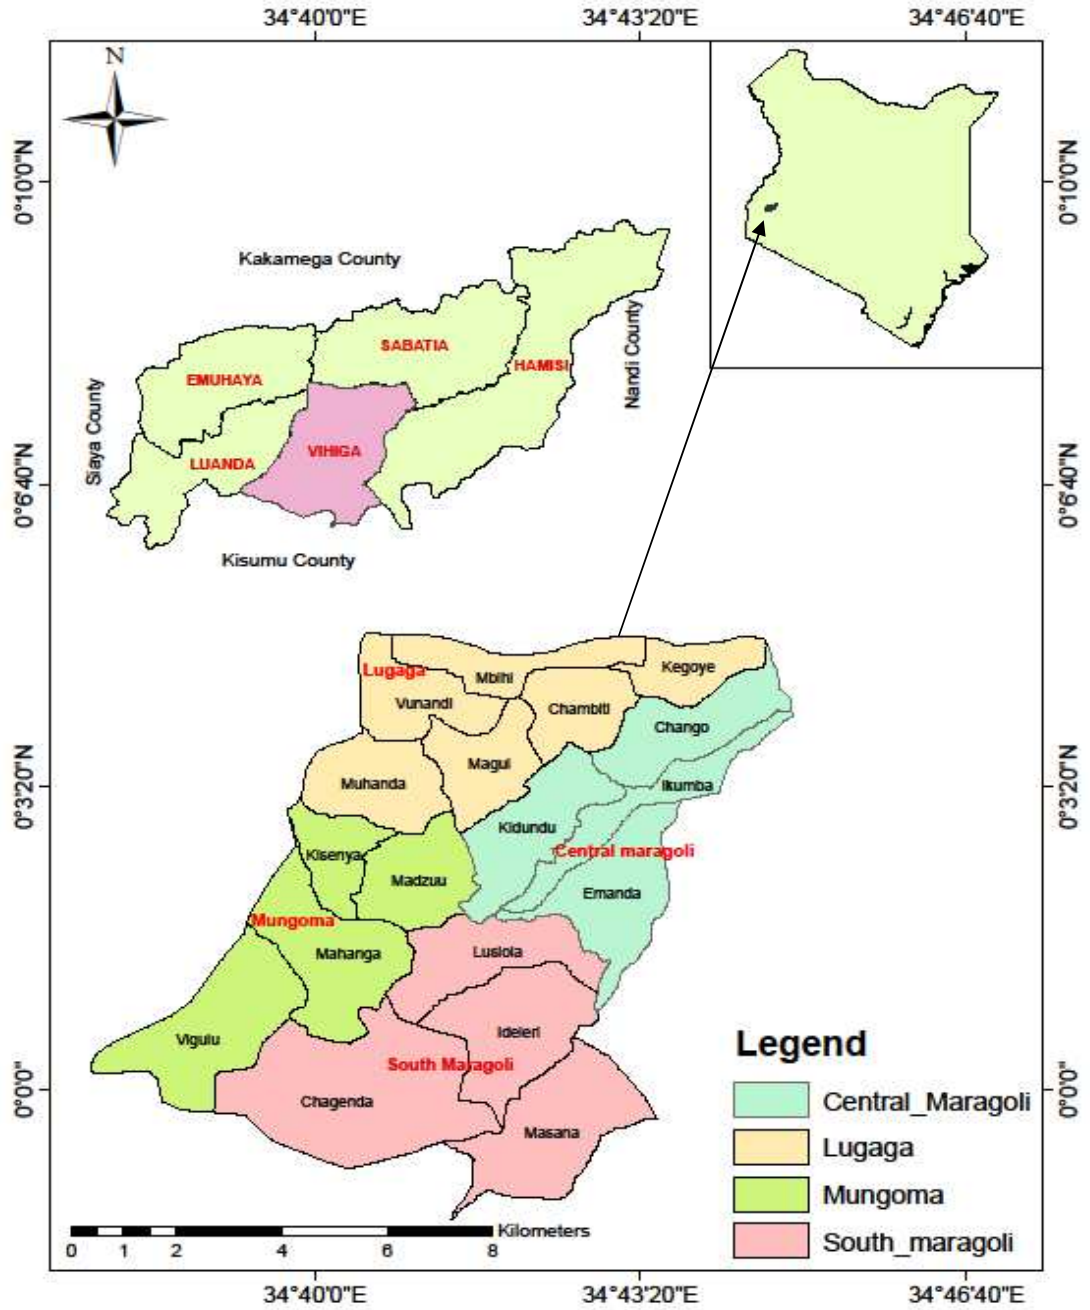 34°40'0"E
34°43'20"E
34°46'40"E
N
0°10'0"N
0°10'0"N
Kakamega County
SABATIA
HAMISI
EMUHAYA
Nandi County
Siaya County
VIHIGA
LUANDA
0°6'40"N
0°6'40"N
Kisumu County
Lugaga
Mbihi
Kegoye
Vunandi
Chambiti
Chango
Magui
Muhanda
Ikumba
0°3'20"N
0°3'20"N
Kidundu
Kisenya
Central maragoli
Madzuu
Emanda
Mungoma
Mahanga
Lusiola
Vigulu
Ideleri
South Maragoli
Chagenda
Masana
0°0'0"
0°0'0"
Legend
Central_Maragoli
Lugaga
Mungoma
South_maragoli
Kilometers
0 1 2 4 6 8
34°40'0"E
34°43'20"E
34°46'40"E